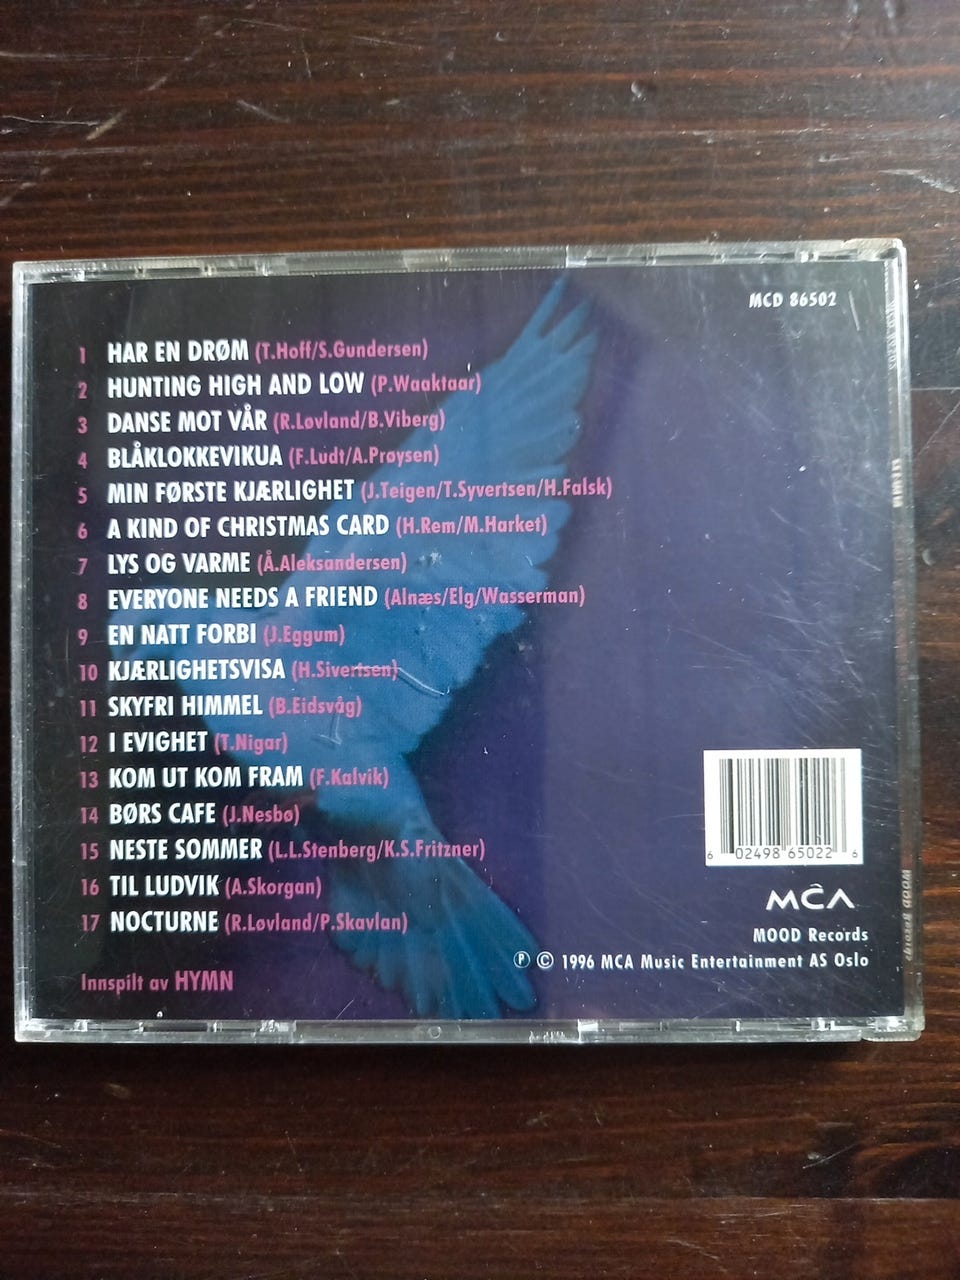 MCD 86502
1 HAR EN DRØM (T.Hoff/S.Gundersen)
2 HUNTING HIGH AND LOW (P.Waaktaar)
3 DANSE MOT VÅR (R.Løvland/B.Viberg)
4 BLÅKLOKKEVIKUA (F.Ludt/A.Prøysen)
5 MIN FØRSTE KJÆRLIGHET (J.Teigen/T.Syvertsen/H.Falsk)
6 A KIND OF CHRISTMAS CARD (H.Rem/M.Harket)
7 LYS OG VARME (Å.Aleksandersen)
8 EVERYONE NEEDS A FRIEND (Alnæs/Elg/Wasserman)
9 EN NATT FORBI (J.Eggum)
10 KJÆRLIGHETSVISA (H.Sivertsen)
11 SKYFRI HIMMEL (B.Eidsvåg)
12 I EVIGHET (T.Nigar)
13 KOM UT KOM FRAM (F.Kalvik)
14 BØRS CAFE (J.Nesbø)
15 NESTE SOMMER (L.L.Stenberg/K.S.Fritzner)
16 TIL LUDVIK (A.Skorgan)
17 NOCTURNE (R.Løvland/P.Skavlan)
Innspilt av HYMN
6 02498 65022 6
MCA
MOOD Records
℗ © 1996 MCA Music Entertainment AS Oslo
MOOD Records